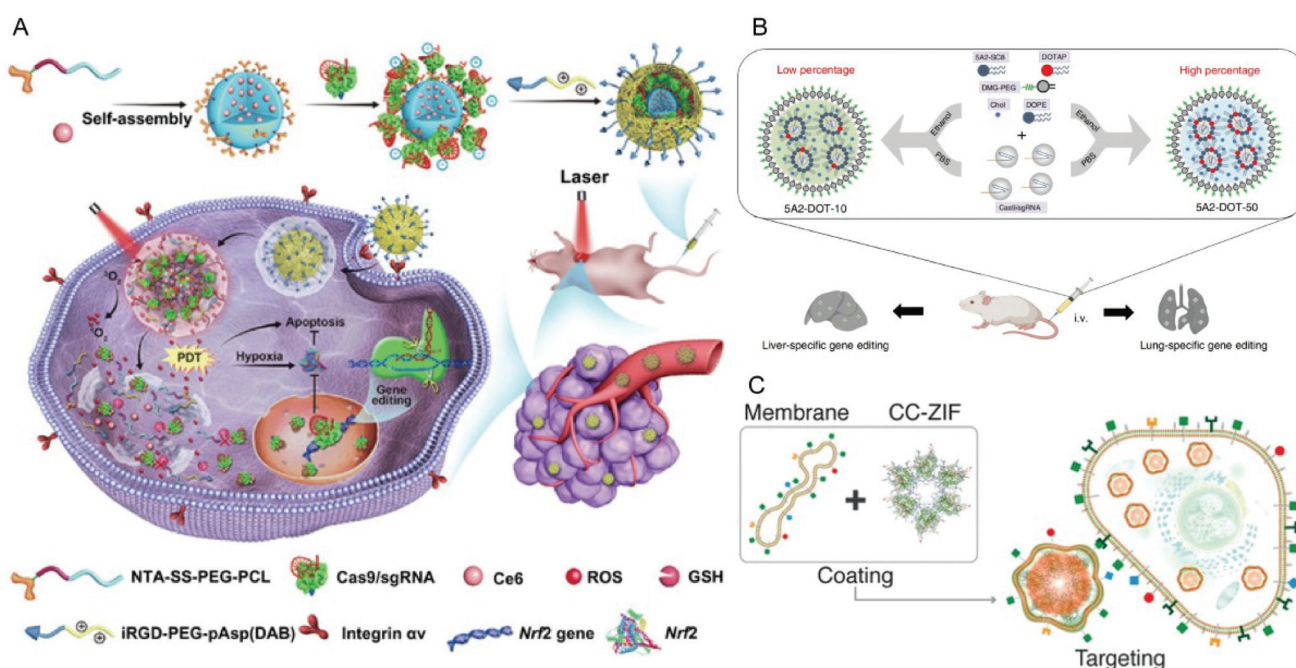 A
Self-assembly
Laser
³O₂
¹O₂
PDT
Apoptosis
Hypoxia
Gene
editing
NTA-SS-PEG-PCL
Cas9/sgRNA
Ce6
ROS
GSH
iRGD-PEG-pAsp(DAB)
Integrin αv
Nrf2 gene
Nrf2
B
Low percentage
5A2-SC8
DOTAP
High percentage
DMG-PEG
Chol
DOPE
Ethanol
+
Ethanol
PBS
PBS
Cas9/sgRNA
5A2-DOT-10
5A2-DOT-50
i.v.
Liver-specific gene editing
Lung-specific gene editing
C
Membrane
CC-ZIF
+
Coating
Targeting